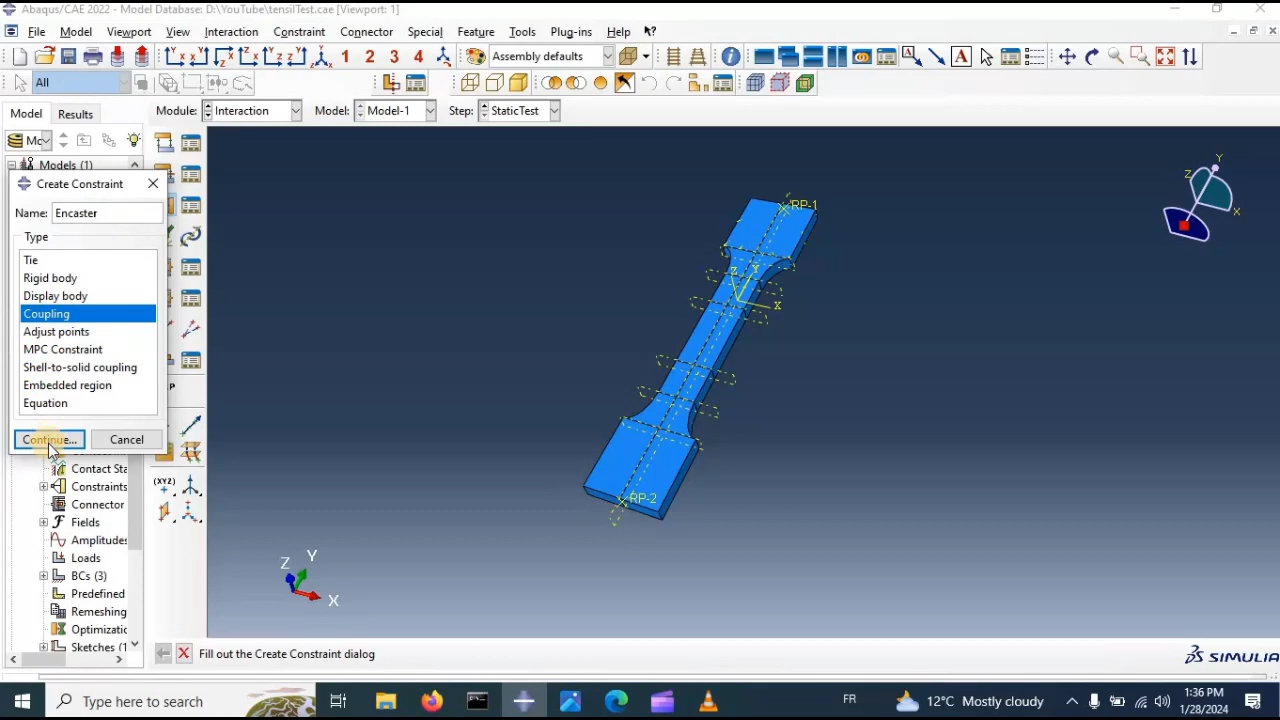 Abaqus/CAE 2022 - Model Database: D:\YouTube\tensilTest.cae [Viewport: 1]
File Model Viewport View Interaction Constraint Connector Special Feature Tools Plug-ins Help
1 2 3 4 Assembly defaults
All
Model Results Module: Interaction Model: Model-1 Step: StaticTest
Models (1)
Create Constraint
Name: Encaster
Type
Tie
Rigid body
Display body
Coupling
Adjust points
MPC Constraint
Shell-to-solid coupling
Embedded region
Equation
Continue... Cancel
Contact Sta
Constraints
Connector
Fields
Amplitudes
Loads
BCs (3)
Predefined
Remeshing
Optimizatio
Sketches (1
(XYZ)
RP-1
Z Y
X
RP-2
Y
Z
X
Z Y
X
Fill out the Create Constraint dialog
SIMULIA
Type here to search
FR
12°C Mostly cloudy
1:36 PM
1/28/2024